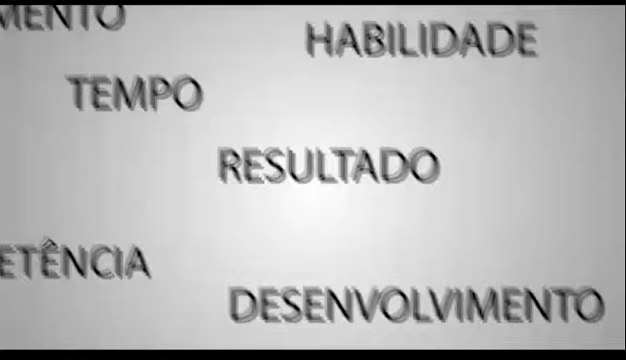 MENTO
HABILIDADE
TEMPO
RESULTADO
ETÊNCIA
DESENVOLVIMENTO